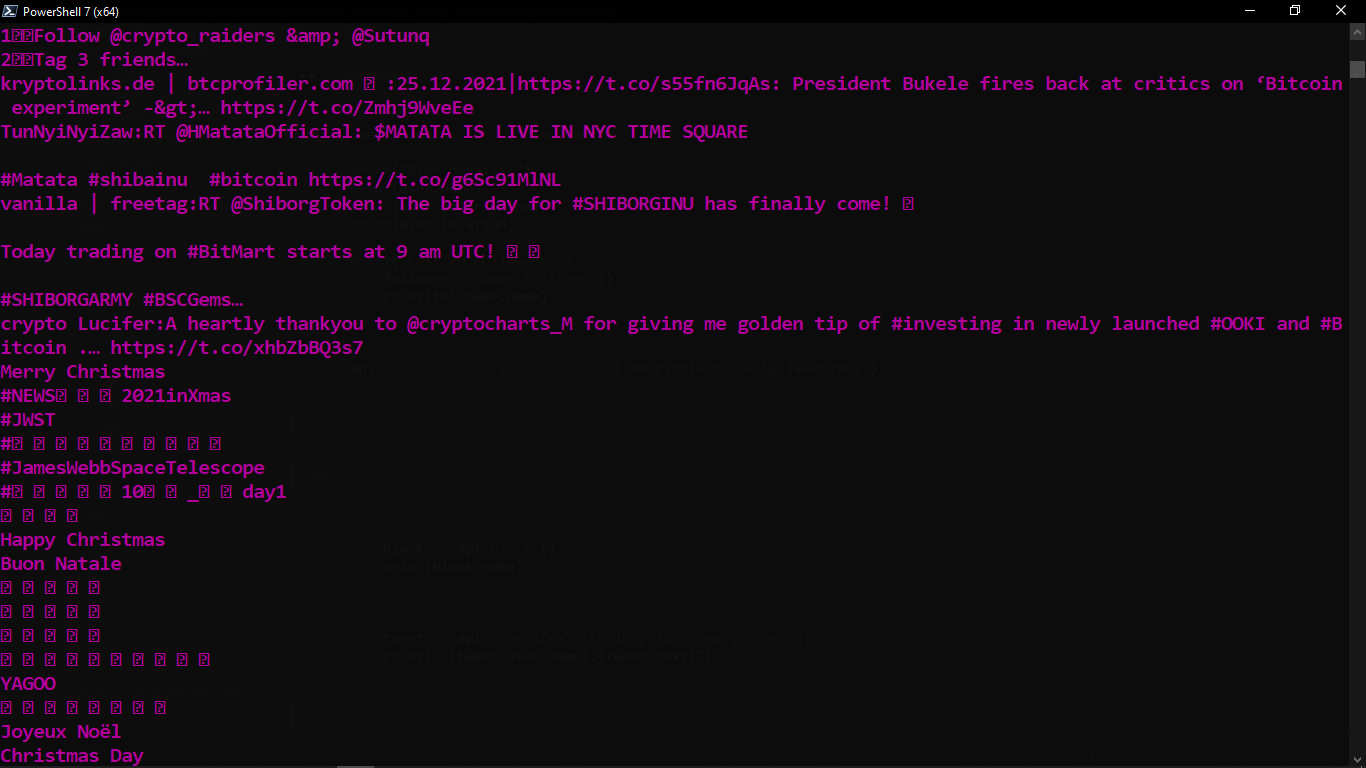 PowerShell 7 (x64)
1⍰⍰Follow @crypto_raiders &amp; @Sutunq
2⍰⍰Tag 3 friends…
kryptolinks.de | btcprofiler.com ⍰ :25.12.2021|https://t.co/s55fn6JqAs: President Bukele fires back at critics on ‘Bitcoin
experiment’ -&gt;… https://t.co/Zmhj9WveEe
TunNyiNyiZaw:RT @HMatataOfficial: $MATATA IS LIVE IN NYC TIME SQUARE
#Matata #shibainu #bitcoin https://t.co/g6Sc91MlNL
vanilla | freetag:RT @ShiborgToken: The big day for #SHIBORGINU has finally come! ⍰
Today trading on #BitMart starts at 9 am UTC! ⍰ ⍰
#SHIBORGARMY #BSCGems…
crypto Lucifer:A heartly thankyou to @cryptocharts_M for giving me golden tip of #investing in newly launched #OOKI and #B
itcoin .… https://t.co/xhbZbBQ3s7
Merry Christmas
#NEWS⍰ ⍰ ⍰ 2021inXmas
#JWST
#⍰ ⍰ ⍰ ⍰ ⍰ ⍰ ⍰ ⍰ ⍰ ⍰
#JamesWebbSpaceTelescope
#⍰ ⍰ ⍰ ⍰ ⍰ 10⍰ ⍰ _⍰ ⍰ day1
⍰ ⍰ ⍰ ⍰
Happy Christmas
Buon Natale
⍰ ⍰ ⍰ ⍰ ⍰
⍰ ⍰ ⍰ ⍰ ⍰
⍰ ⍰ ⍰ ⍰ ⍰
⍰ ⍰ ⍰ ⍰ ⍰ ⍰ ⍰ ⍰ ⍰ ⍰
YAGOO
⍰ ⍰ ⍰ ⍰ ⍰ ⍰ ⍰ ⍰
Joyeux Noël
Christmas Day